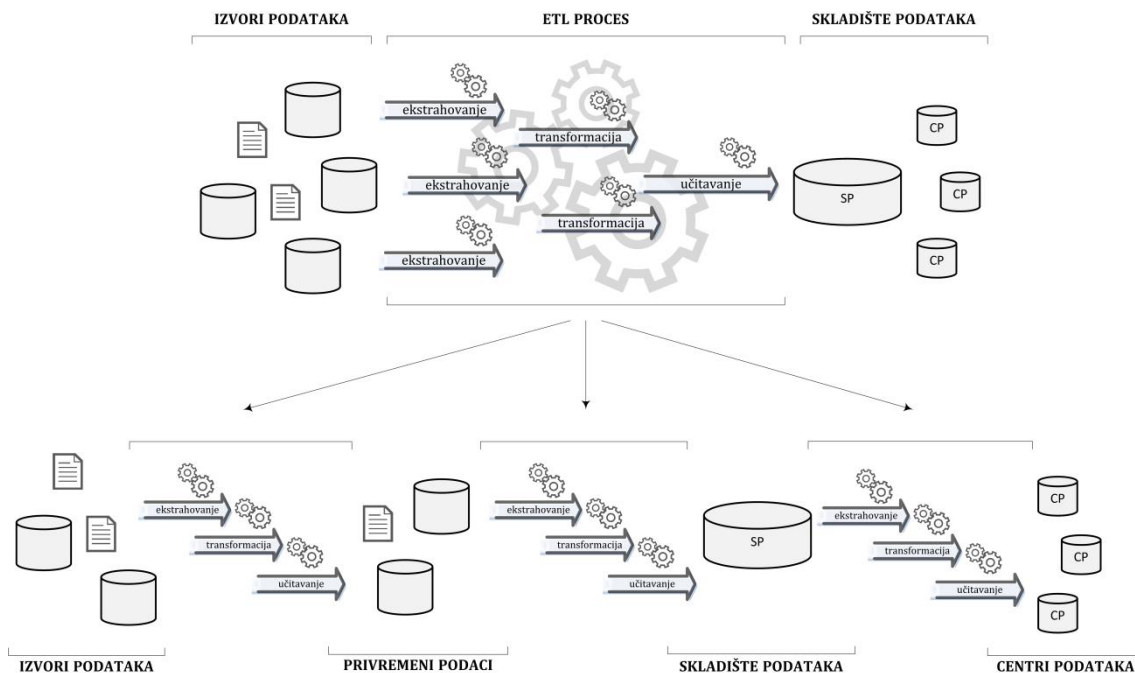 IZVORI PODATAKA
ETL PROCES
SKLADIŠTE PODATAKA
ekstrahovanje
transformacija
ekstrahovanje
učitavanje
transformacija
ekstrahovanje
CP
SP
CP
CP
ekstrahovanje
transformacija
učitavanje
ekstrahovanje
transformacija
učitavanje
SP
ekstrahovanje
transformacija
učitavanje
CP
CP
CP
IZVORI PODATAKA
PRIVREMENI PODACI
SKLADIŠTE PODATAKA
CENTRI PODATAKA